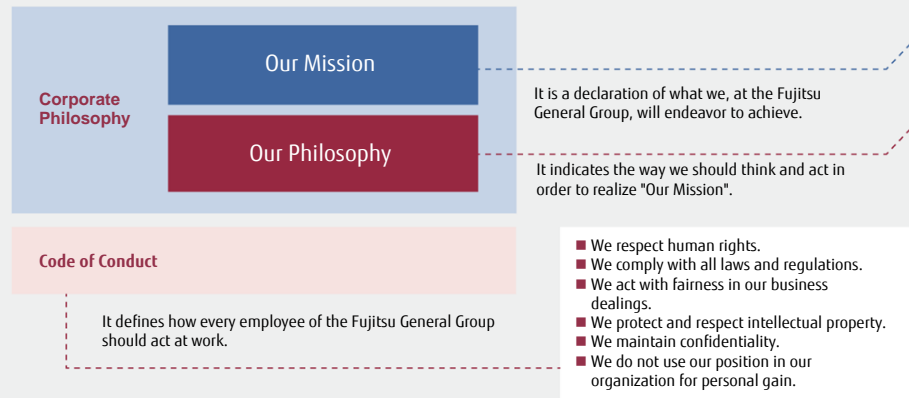 Corporate
Philosophy
Our Mission
It is a declaration of what we, at the Fujitsu
General Group, will endeavor to achieve.
Our Philosophy
It indicates the way we should think and act in
order to realize "Our Mission".
Code of Conduct
It defines how every employee of the Fujitsu General Group
should act at work.
■ We respect human rights.
■ We comply with all laws and regulations.
■ We act with fairness in our business
dealings.
■ We protect and respect intellectual property.
■ We maintain confidentiality.
■ We do not use our position in our
organization for personal gain.